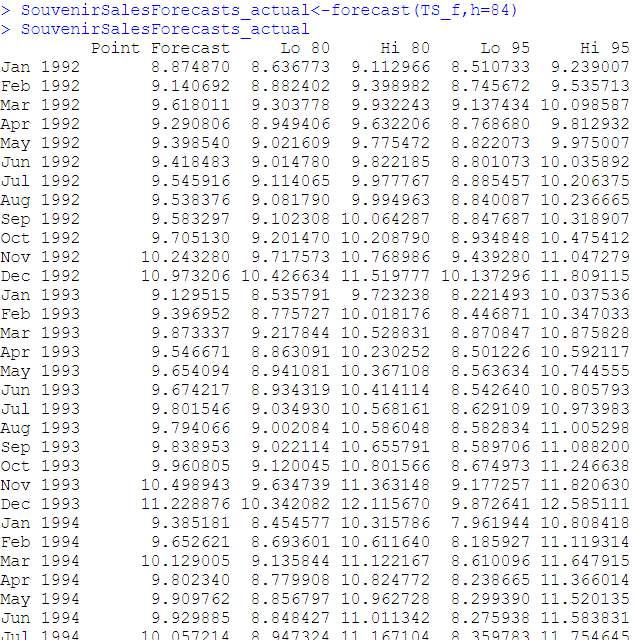 > SouvenirSalesForecasts_actual<-forecast(TS_f,h=84)
> SouvenirSalesForecasts_actual
Point Forecast Lo 80 Hi 80 Lo 95 Hi 95
Jan 1992 8.874870 8.636773 9.112966 8.510733 9.239007
Feb 1992 9.140692 8.882402 9.398982 8.745672 9.535713
Mar 1992 9.618011 9.303778 9.932243 9.137434 10.098587
Apr 1992 9.290806 8.949406 9.632206 8.768680 9.812932
May 1992 9.398540 9.021609 9.775472 8.822073 9.975007
Jun 1992 9.418483 9.014780 9.822185 8.801073 10.035892
Jul 1992 9.545916 9.114065 9.977767 8.885457 10.206375
Aug 1992 9.538376 9.081790 9.994963 8.840087 10.236665
Sep 1992 9.583297 9.102308 10.064287 8.847687 10.318907
Oct 1992 9.705130 9.201470 10.208790 8.934848 10.475412
Nov 1992 10.243280 9.717573 10.768986 9.439280 11.047279
Dec 1992 10.973206 10.426634 11.519777 10.137296 11.809115
Jan 1993 9.129515 8.535791 9.723238 8.221493 10.037536
Feb 1993 9.396952 8.775727 10.018176 8.446871 10.347033
Mar 1993 9.873337 9.217844 10.528831 8.870847 10.875828
Apr 1993 9.546671 8.863091 10.230252 8.501226 10.592117
May 1993 9.654094 8.941081 10.367108 8.563634 10.744555
Jun 1993 9.674217 8.934319 10.414114 8.542640 10.805793
Jul 1993 9.801546 9.034930 10.568161 8.629109 10.973983
Aug 1993 9.794066 9.002084 10.586048 8.582834 11.005298
Sep 1993 9.838953 9.022114 10.655791 8.589706 11.088200
Oct 1993 9.960805 9.120045 10.801566 8.674973 11.246638
Nov 1993 10.498943 9.634739 11.363148 9.177257 11.820630
Dec 1993 11.228876 10.342082 12.115670 9.872641 12.585111
Jan 1994 9.385181 8.454577 10.315786 7.961944 10.808418
Feb 1994 9.652621 8.693601 10.611640 8.185927 11.119314
Mar 1994 10.129005 9.135844 11.122167 8.610096 11.647915
Apr 1994 9.802340 8.779908 10.824772 8.238665 11.366014
May 1994 9.909762 8.856797 10.962728 8.299390 11.520135
Jun 1994 9.929885 8.848427 11.011342 8.275938 11.583831
Jul 1994 10.057214 8.947324 11.167104 8.359783 11.754645